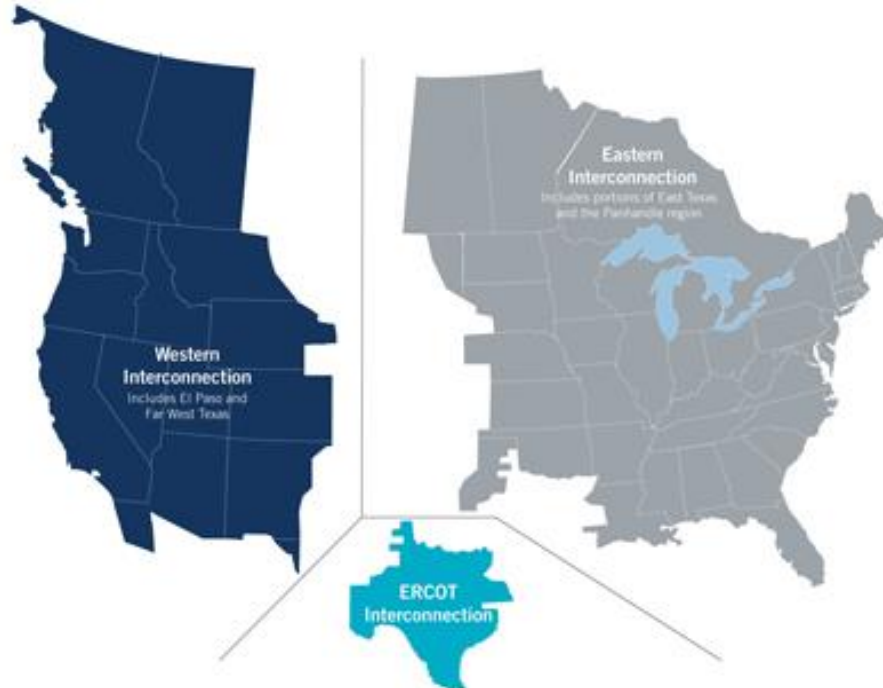 Western
Interconnection
Includes El Paso and
Far West Texas
Eastern
Interconnection
Includes portions of East Texas
and the Panhandle region
ERCOT
Interconnection